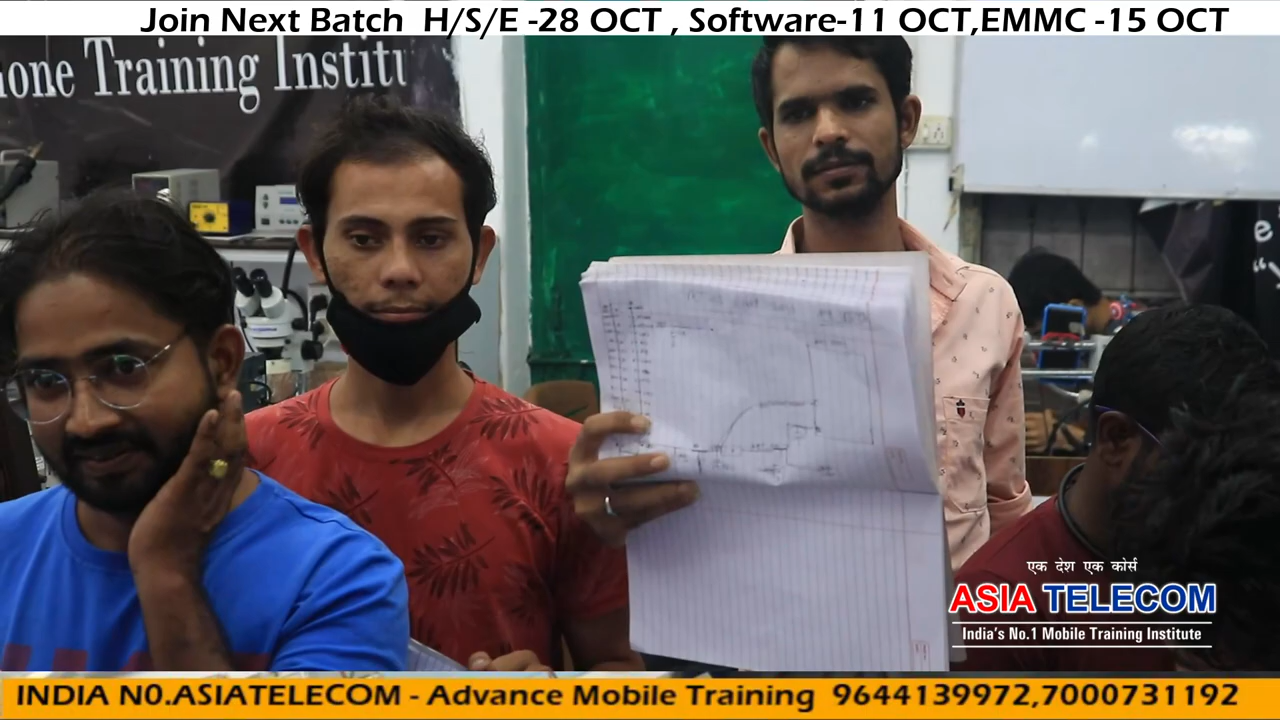 Join Next Batch H/S/E -28 OCT , Software-11 OCT,EMMC -15 OCT
one Training Institu
एक देश एक कोर्स
ASIA TELECOM
India's No.1 Mobile Training Institute
INDIA N0.ASIATELECOM - Advance Mobile Training 9644139972,7000731192